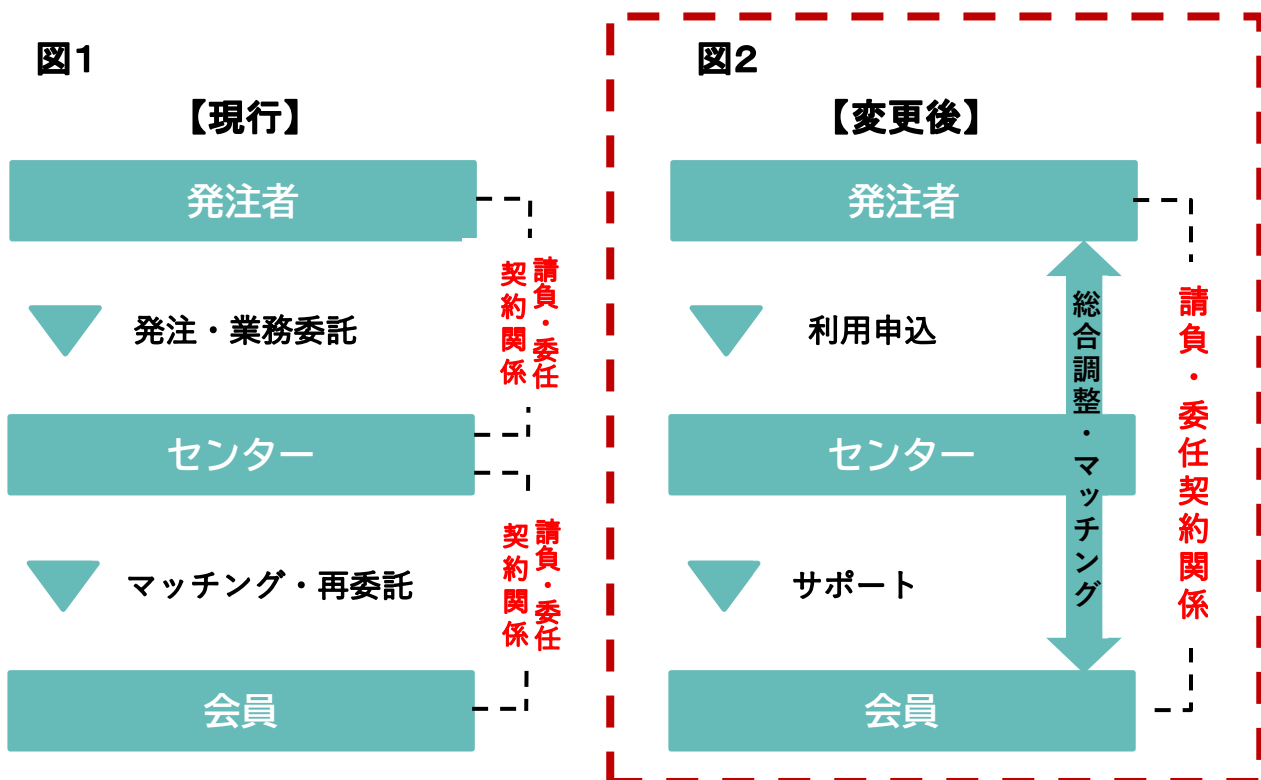 図1
【現行】
発注者
発注・業務委託
請負・委任
契約関係
センター
マッチング・再委託
請負・委任
契約関係
会員
図2
【変更後】
発注者
利用申込
総合調整・マッチング
請負・委任契約関係
センター
サポート
会員